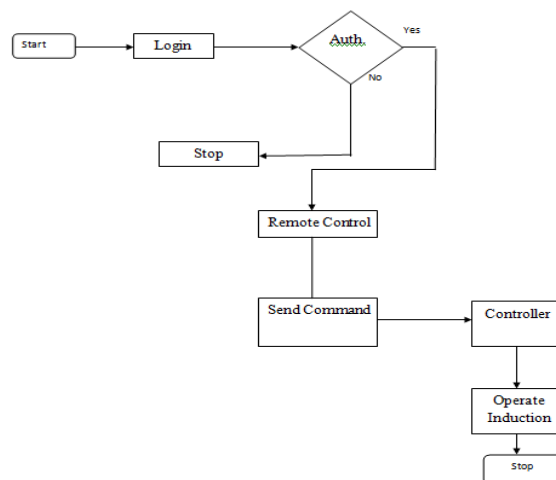 Start
Login
Auth.
Yes
No
Stop
Remote Control
Send Command
Controller
Operate
Induction
Stop